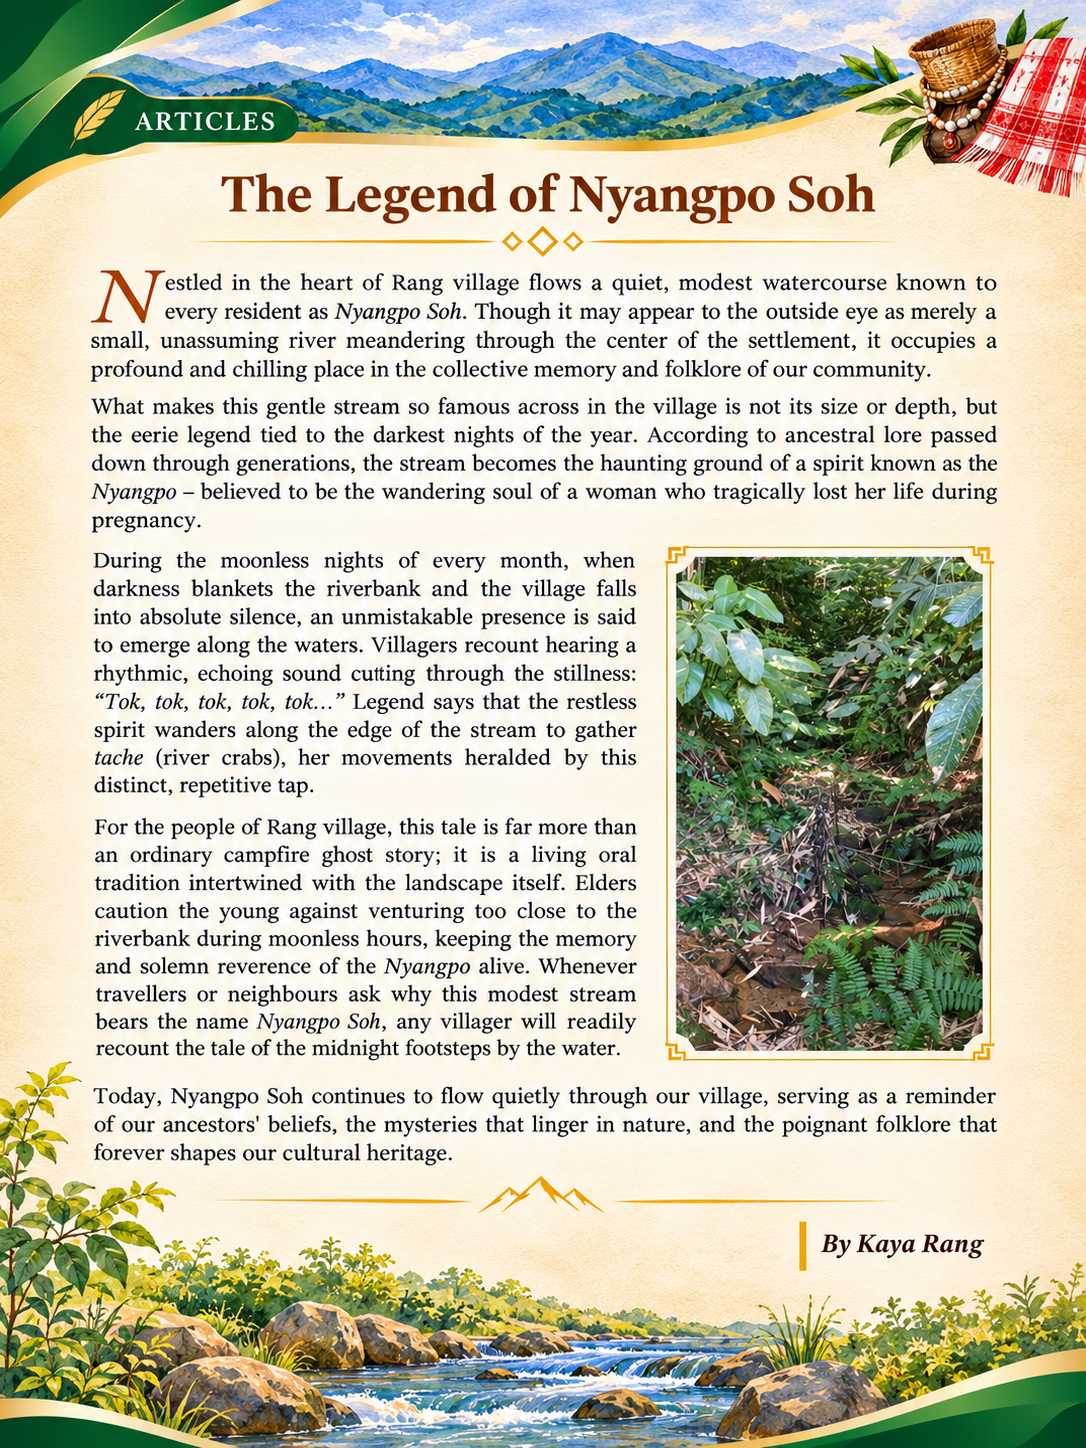 ARTICLES
The Legend of Nyangpo Soh
Nestled in the heart of Rang village flows a quiet, modest watercourse known to
every resident as Nyangpo Soh. Though it may appear to the outside eye as merely a
small, unassuming river meandering through the center of the settlement, it occupies a
profound and chilling place in the collective memory and folklore of our community.
What makes this gentle stream so famous across in the village is not its size or depth, but
the eerie legend tied to the darkest nights of the year. According to ancestral lore passed
down through generations, the stream becomes the haunting ground of a spirit known as the
Nyangpo – believed to be the wandering soul of a woman who tragically lost her life during
pregnancy.
During the moonless nights of every month, when
darkness blankets the riverbank and the village falls
into absolute silence, an unmistakable presence is said
to emerge along the waters. Villagers recount hearing a
rhythmic, echoing sound cutting through the stillness:
“Tok, tok, tok, tok, tok…” Legend says that the restless
spirit wanders along the edge of the stream to gather
tache (river crabs), her movements heralded by this
distinct, repetitive tap.
For the people of Rang village, this tale is far more than
an ordinary campfire ghost story; it is a living oral
tradition intertwined with the landscape itself. Elders
caution the young against venturing too close to the
riverbank during moonless hours, keeping the memory
and solemn reverence of the Nyangpo alive. Whenever
travellers or neighbours ask why this modest stream
bears the name Nyangpo Soh, any villager will readily
recount the tale of the midnight footsteps by the water.
Today, Nyangpo Soh continues to flow quietly through our village, serving as a reminder
of our ancestors' beliefs, the mysteries that linger in nature, and the poignant folklore that
forever shapes our cultural heritage.
By Kaya Rang